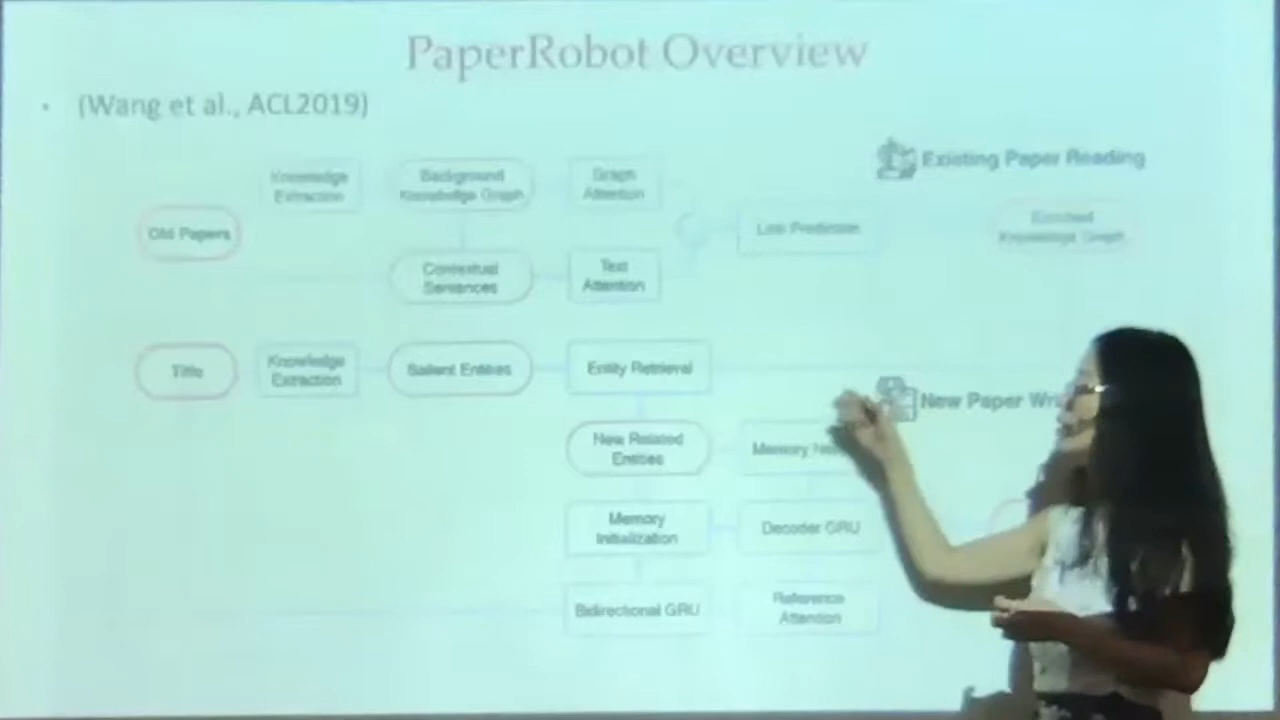 PaperRobot Overview
• (Wang et al., ACL2019)
Existing Paper Reading
Knowledge
Extraction
Background
Knowledge Graph
Graph
Attention
Old Papers
Link Prediction
Enriched
Knowledge Graph
Contextual
Sentences
Text
Attention
Title
Knowledge
Extraction
Salient Entities
Entity Retrieval
New Paper
New Related
Entities
Memory
Memory
Initialization
Decoder GRU
Bidirectional GRU
Reference
Attention